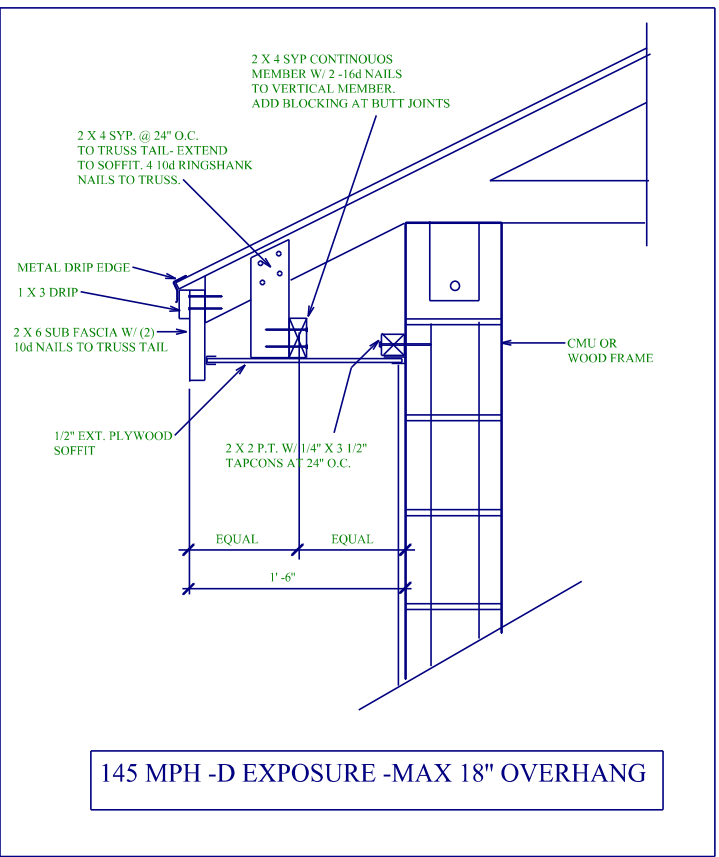 2 X 4 SYP CONTINOUOS
MEMBER W/ 2 -16d NAILS
TO VERTICAL MEMBER.
ADD BLOCKING AT BUTT JOINTS
2 X 4 SYP. @ 24" O.C.
TO TRUSS TAIL- EXTEND
TO SOFFIT. 4 10d RINGSHANK
NAILS TO TRUSS.
METAL DRIP EDGE
1 X 3 DRIP
2 X 6 SUB FASCIA W/ (2)
10d NAILS TO TRUSS TAIL
CMU OR
WOOD FRAME
1/2" EXT. PLYWOOD
SOFFIT
2 X 2 P.T. W/ 1/4" X 3 1/2"
TAPCONS AT 24" O.C.
EQUAL
EQUAL
1' -6"
145 MPH -D EXPOSURE -MAX 18" OVERHANG